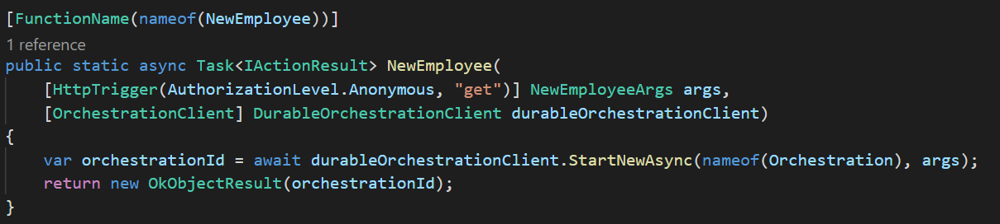 [FunctionName(nameof(NewEmployee))]
1 reference
public static async Task<IActionResult> NewEmployee(
    [HttpTrigger(AuthorizationLevel.Anonymous, "get")] NewEmployeeArgs args,
    [OrchestrationClient] DurableOrchestrationClient durableOrchestrationClient)
{
    var orchestrationId = await durableOrchestrationClient.StartNewAsync(nameof(Orchestration), args);
    return new OkObjectResult(orchestrationId);
}